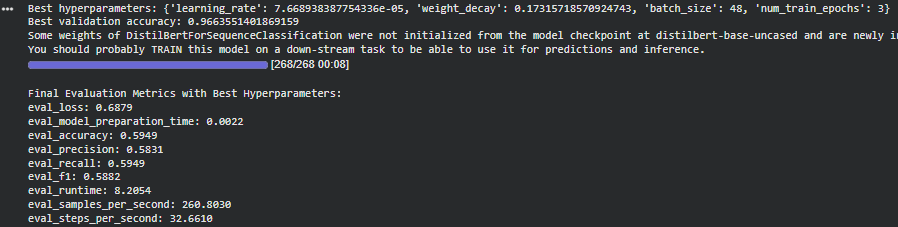 Best hyperparameters: {'learning_rate': 7.668938387754336e-05, 'weight_decay': 0.17315718570924743, 'batch_size': 48, 'num_train_epochs': 3}
Best validation accuracy: 0.9663551401869159
Some weights of DistilBertForSequenceClassification were not initialized from the model checkpoint at distilbert-base-uncased and are newly
You should probably TRAIN this model on a down-stream task to be able to use it for predictions and inference.
[268/268 00:08]
Final Evaluation Metrics with Best Hyperparameters:
eval_loss: 0.6879
eval_model_preparation_time: 0.0022
eval_accuracy: 0.5949
eval_precision: 0.5831
eval_recall: 0.5949
eval_f1: 0.5882
eval_runtime: 8.2054
eval_samples_per_second: 260.8030
eval_steps_per_second: 32.6610